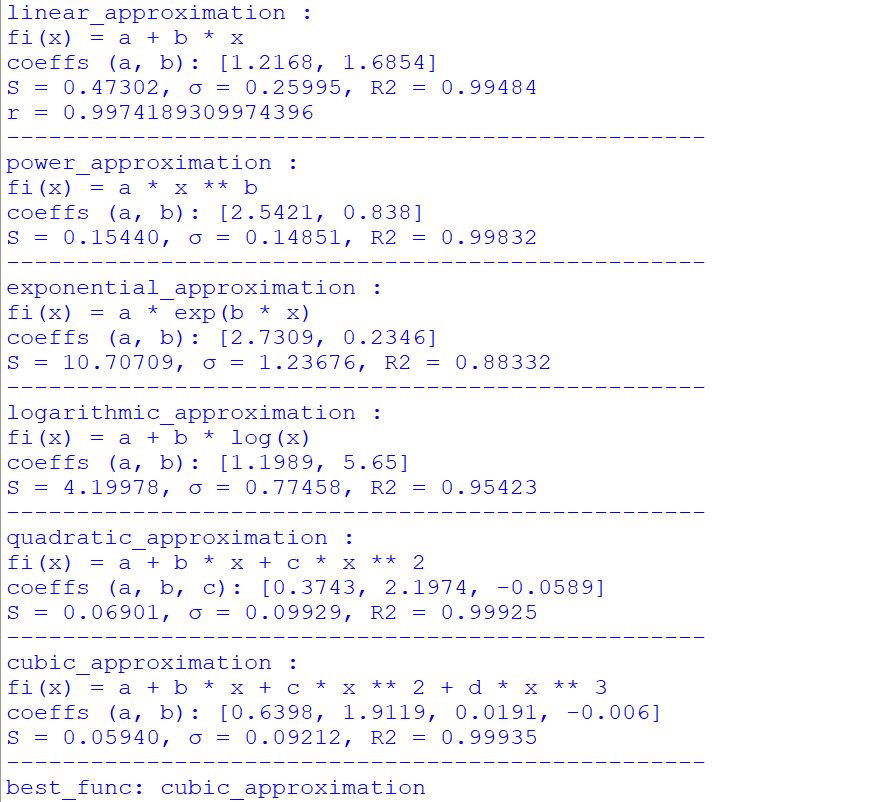 linear_approximation :
fi(x) = a + b * x
coeffs (a, b): [1.2168, 1.6854]
S = 0.47302, σ = 0.25995, R2 = 0.99484
r = 0.9974189309974396
--------------------------------------------------
power_approximation :
fi(x) = a * x ** b
coeffs (a, b): [2.5421, 0.838]
S = 0.15440, σ = 0.14851, R2 = 0.99832
--------------------------------------------------
exponential_approximation :
fi(x) = a * exp(b * x)
coeffs (a, b): [2.7309, 0.2346]
S = 10.70709, σ = 1.23676, R2 = 0.88332
--------------------------------------------------
logarithmic_approximation :
fi(x) = a + b * log(x)
coeffs (a, b): [1.1989, 5.65]
S = 4.19978, σ = 0.77458, R2 = 0.95423
--------------------------------------------------
quadratic_approximation :
fi(x) = a + b * x + c * x ** 2
coeffs (a, b, c): [0.3743, 2.1974, -0.0589]
S = 0.06901, σ = 0.09929, R2 = 0.99925
--------------------------------------------------
cubic_approximation :
fi(x) = a + b * x + c * x ** 2 + d * x ** 3
coeffs (a, b): [0.6398, 1.9119, 0.0191, -0.006]
S = 0.05940, σ = 0.09212, R2 = 0.99935
--------------------------------------------------
best_func: cubic_approximation